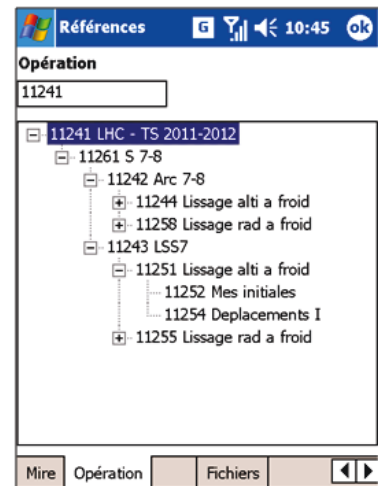 Références G 10:45 ok
Opération
11241
11241 LHC - TS 2011-2012
11261 S 7-8
11242 Arc 7-8
11244 Lissage alti a froid
11258 Lissage rad a froid
11243 LSS7
11251 Lissage alti a froid
11252 Mes initiales
11254 Deplacements I
11255 Lissage rad a froid
Mire Opération Fichiers